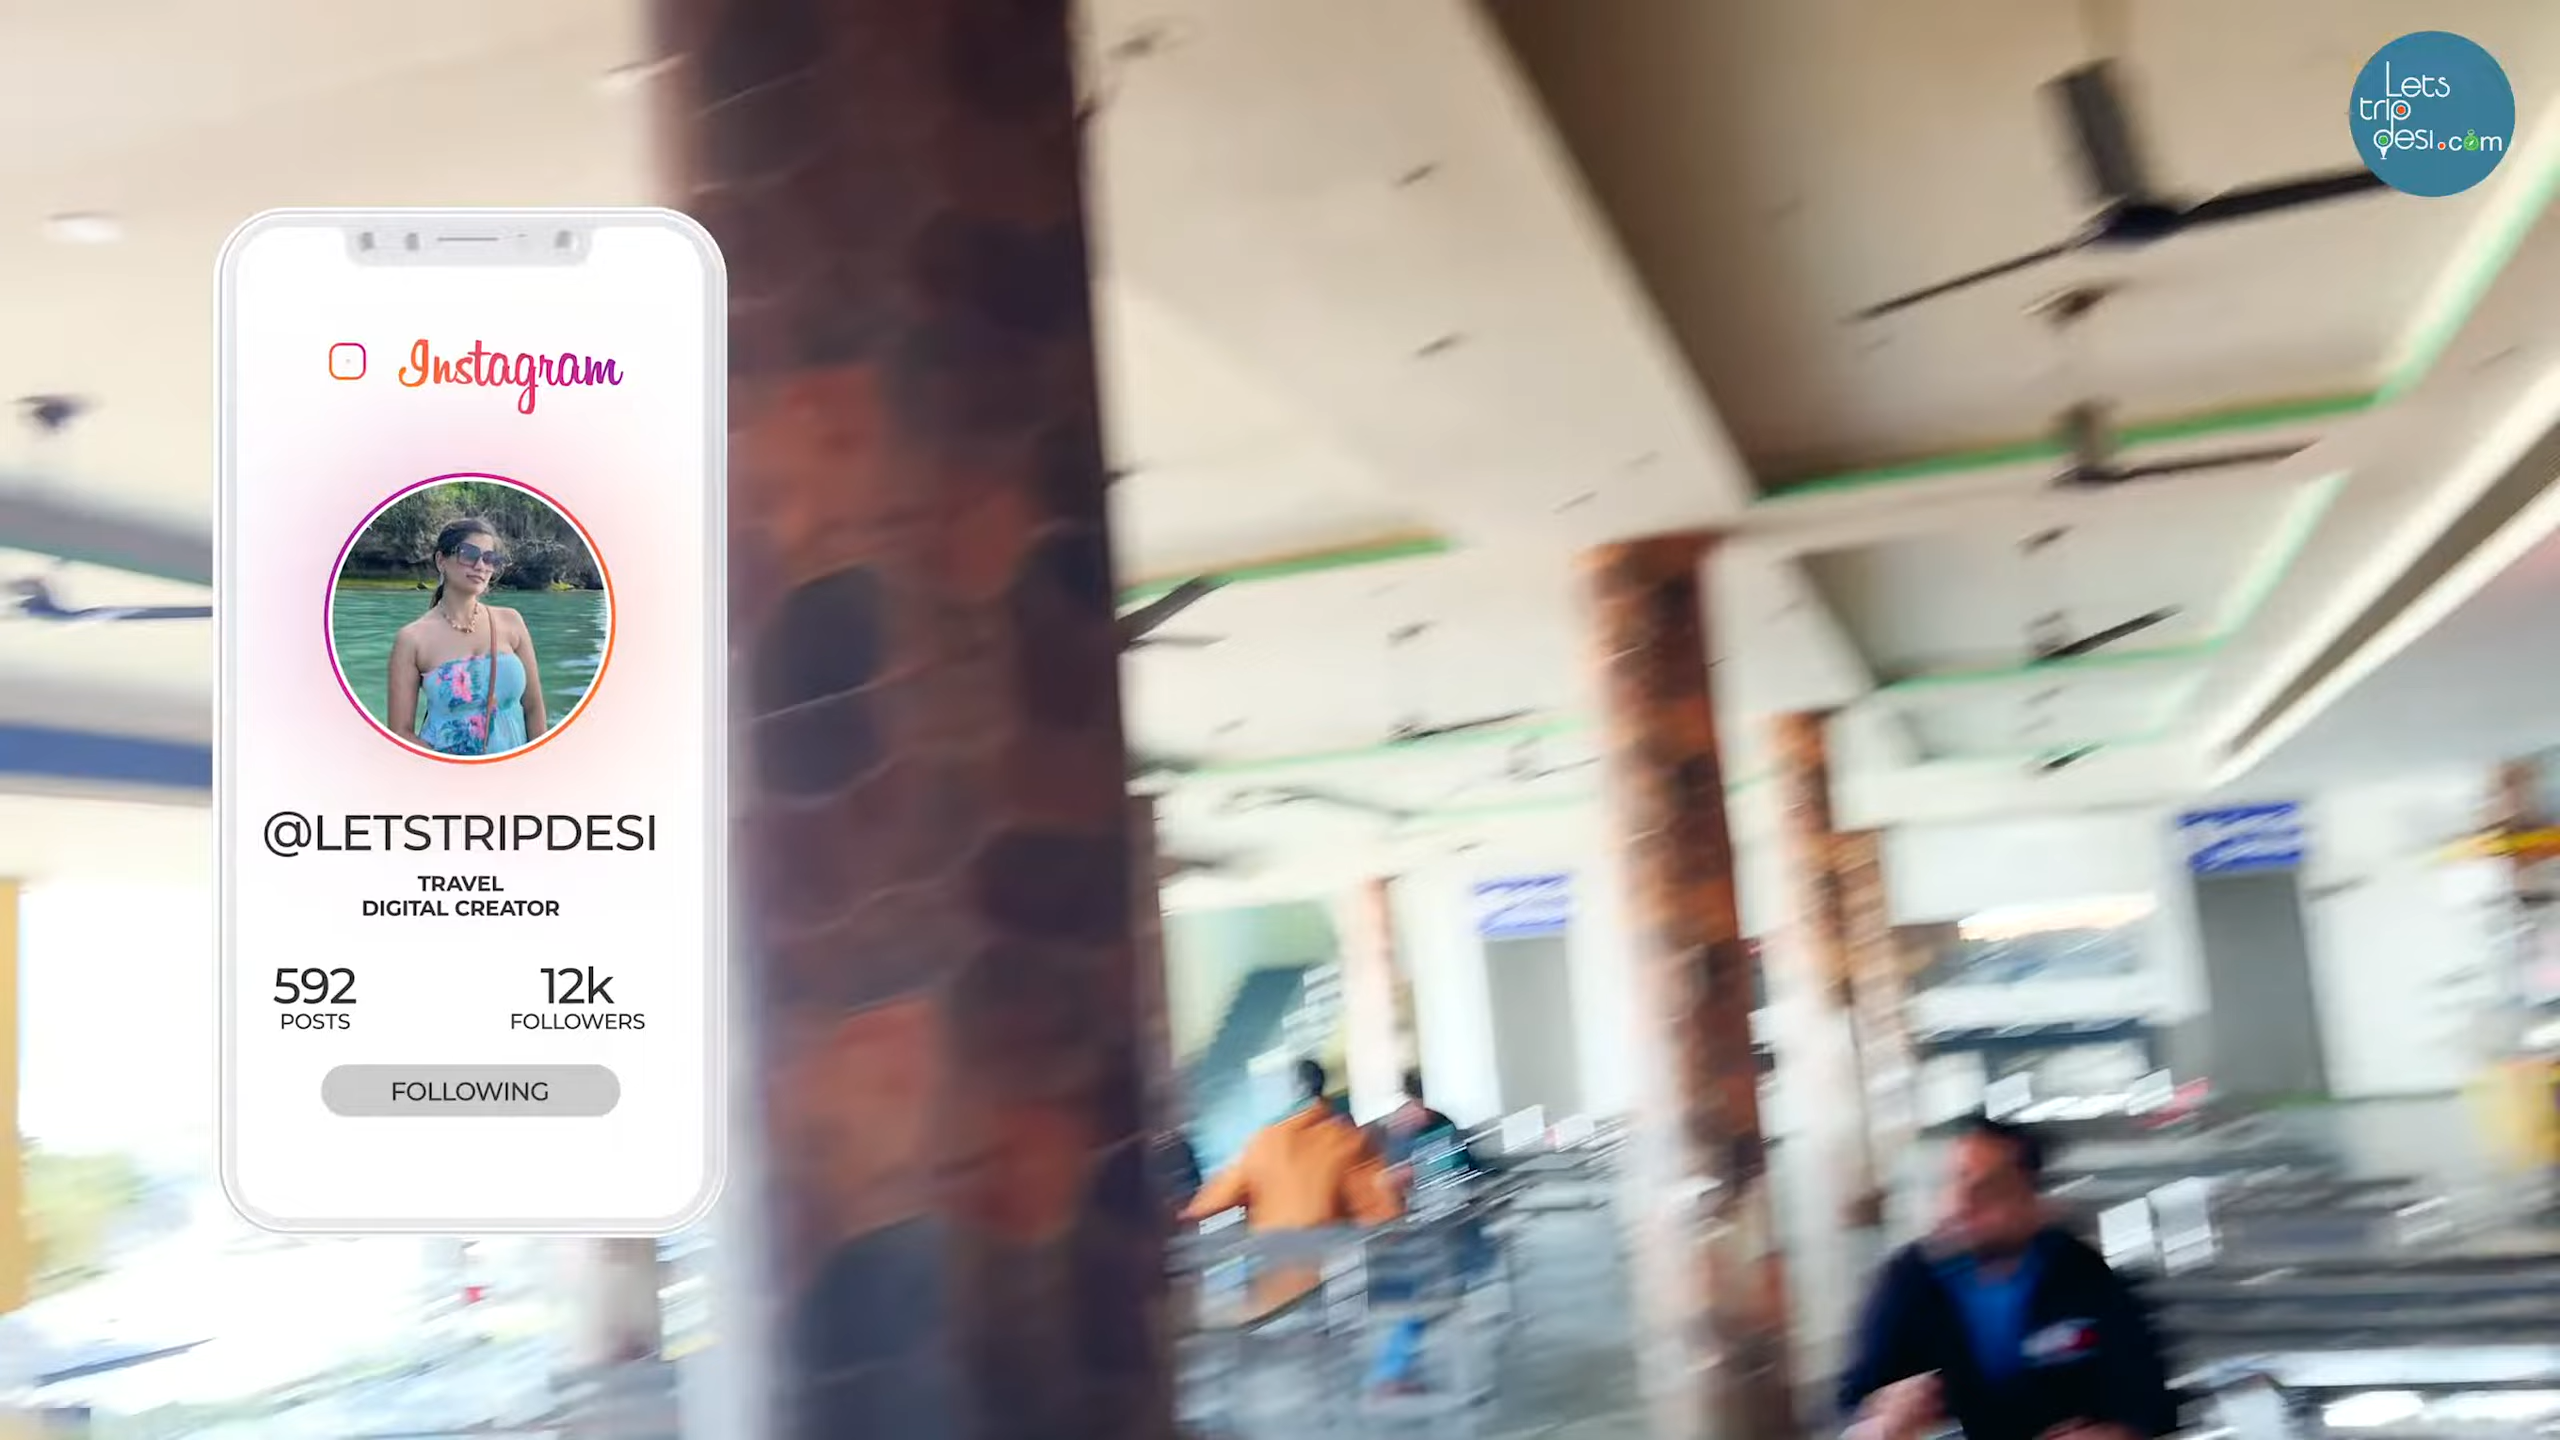 Lets
trip
desi.com
Instagram
@LETSTRIPDESI
TRAVEL
DIGITAL CREATOR
592
POSTS
12k
FOLLOWERS
FOLLOWING